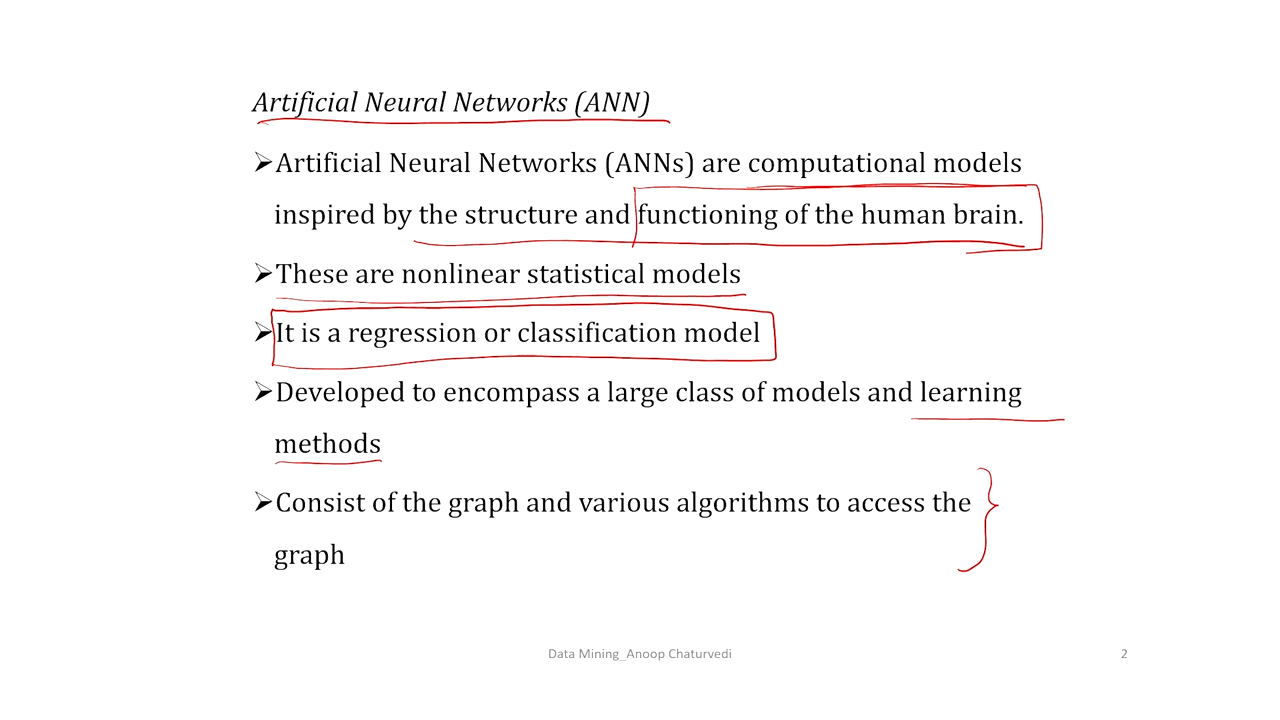 Artificial Neural Networks (ANN)
➢Artificial Neural Networks (ANNs) are computational models
inspired by the structure and functioning of the human brain.
➢These are nonlinear statistical models
➢It is a regression or classification model
➢Developed to encompass a large class of models and learning
methods
➢Consist of the graph and various algorithms to access the
graph
Data Mining_Anoop Chaturvedi
2